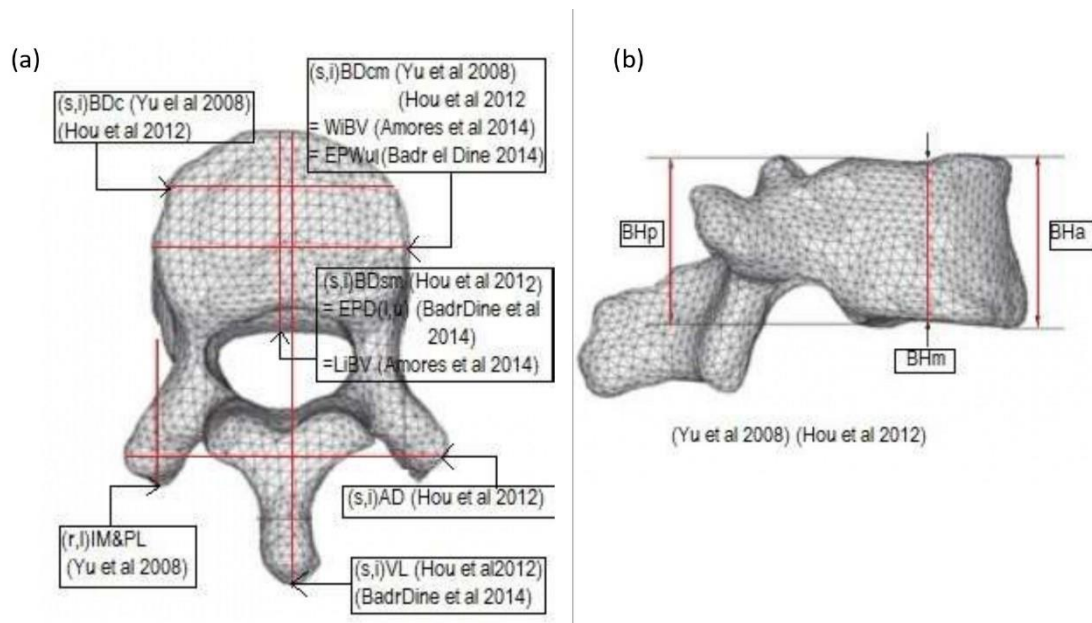 (a)
(s,i)BDc (Yu el al 2008)
(Hou et al 2012)
(s,i)BDcm (Yu et al 2008)
(Hou et al 2012
= WiBV (Amores et al 2014)
= EPWu| (Badr el Dine 2014)
(s,i)BDsm (Hou et al 2012)
= EPD(l,u) (BadrDine et al
2014)
=LiBV (Amores et al 2014)
(s,i)AD (Hou et al 2012)
(r,l)IM&PL
(Yu et al 2008)
(s,i)VL (Hou et al2012)
(BadrDine et al 2014)
(b)
BHp
BHa
BHm
(Yu et al 2008) (Hou et al 2012)